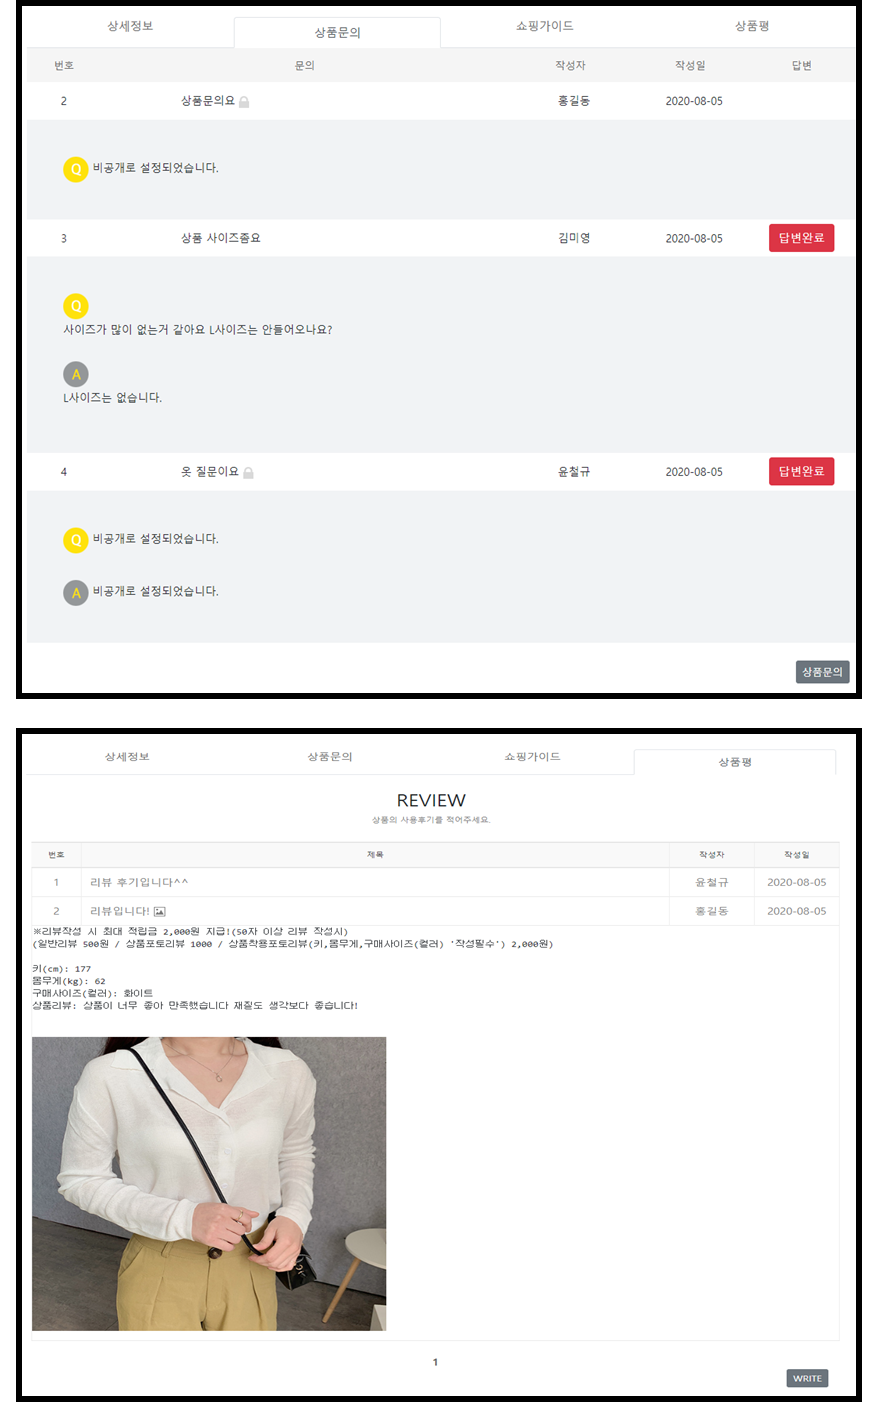 상세정보 상품문의 쇼핑가이드 상품평
번호 문의 작성자 작성일 답변
2 상품문의요 홍길동 2020-08-05
Q 비공개로 설정되었습니다.
3 상품 사이즈좀요 김미영 2020-08-05 답변완료
Q
사이즈가 많이 없는거 같아요 L사이즈는 안들어오나요?
A
L사이즈는 없습니다.
4 옷 질문이요 윤철규 2020-08-05 답변완료
Q 비공개로 설정되었습니다.
A 비공개로 설정되었습니다.
상품문의
상세정보 상품문의 쇼핑가이드 상품평
REVIEW
상품의 사용후기를 적어주세요.
번호 제목 작성자 작성일
1 리뷰 후기입니다^^ 윤철규 2020-08-05
2 리뷰입니다! 홍길동 2020-08-05
※리뷰작성 시 최대 적립금 2,000원 지급!(50자 이상 리뷰 작성시)
(일반리뷰 500원 / 상품포토리뷰 1000 / 상품착용포토리뷰(키,몸무게,구매사이즈(컬러) '작성필수') 2,000원)
키(cm): 177
몸무게(kg): 62
구매사이즈(컬러): 화이트
상품리뷰: 상품이 너무 좋아 만족했습니다 재질도 생각보다 좋습니다!
1
WRITE